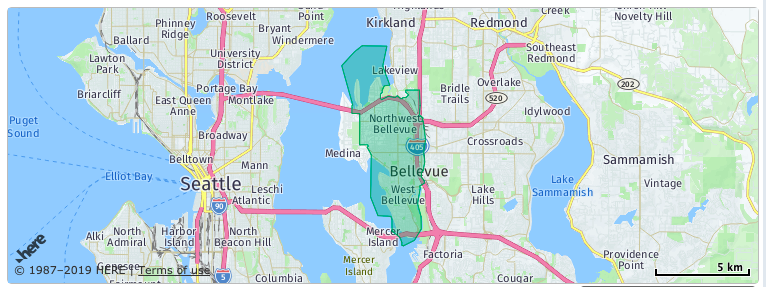 Roosevelt
Point
Kirkland
Redmond
Creek
Novelty Hill
Phinney
Ridge
Bryant
Ballard
Windermere
University
District
Southeast
Redmond
Lawton
Park
Lakeview
Overlake
202
Portage Bay
Bridle
Trails
Briarcliff
East Queen
Anne
Montlake
520
Idylwood
Puget
Sound
Northwest
Bellevue
Broadway
405
Crossroads
Belltown
Mann
Medina
Sammamish
Elliot Bay
Bellevue
Seattle
Leschi
Atlantic
West
Bellevue
Lake
Hills
Lake
Sammamish
Vintage
90
Alki
North
Admiral
Harbor
Island
North
Beacon Hill
Mercer
Island
Factoria
Providence
Point
here
Mercer
Island
5 km
© 1987–2019 HERE | Terms of use
5
Columbia
Cougar